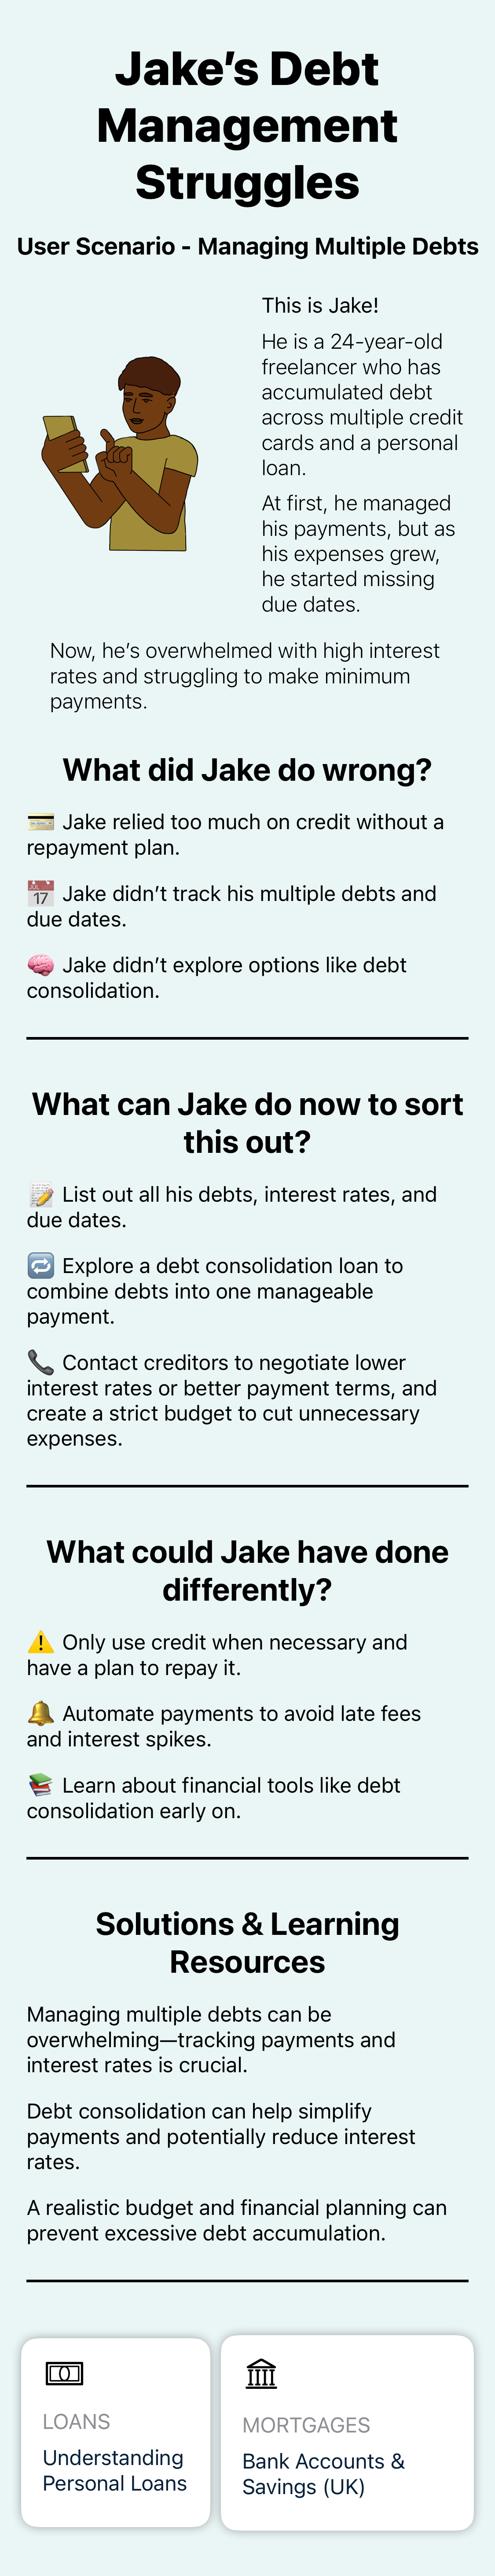 Jake’s Debt
Management
Struggles
User Scenario - Managing Multiple Debts
This is Jake!
He is a 24-year-old
freelancer who has
accumulated debt
across multiple credit
cards and a personal
loan.
At first, he managed
his payments, but as
his expenses grew,
he started missing
due dates.
Now, he’s overwhelmed with high interest
rates and struggling to make minimum
payments.
What did Jake do wrong?
💳 Jake relied too much on credit without a
repayment plan.
📅 Jake didn’t track his multiple debts and
due dates.
🧠 Jake didn’t explore options like debt
consolidation.
What can Jake do now to sort
this out?
📝 List out all his debts, interest rates, and
due dates.
🔁 Explore a debt consolidation loan to
combine debts into one manageable
payment.
📞 Contact creditors to negotiate lower
interest rates or better payment terms, and
create a strict budget to cut unnecessary
expenses.
What could Jake have done
differently?
⚠️ Only use credit when necessary and
have a plan to repay it.
🔔 Automate payments to avoid late fees
and interest spikes.
📚 Learn about financial tools like debt
consolidation early on.
Solutions & Learning
Resources
Managing multiple debts can be
overwhelming—tracking payments and
interest rates is crucial.
Debt consolidation can help simplify
payments and potentially reduce interest
rates.
A realistic budget and financial planning can
prevent excessive debt accumulation.
LOANS
Understanding
Personal Loans
MORTGAGES
Bank Accounts &
Savings (UK)